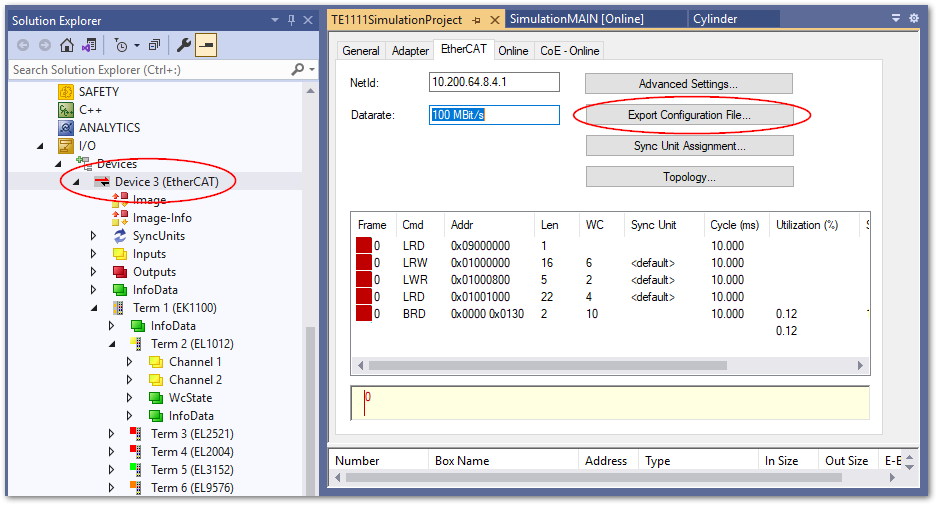 Solution Explorer
Search Solution Explorer (Ctrl+;)
SAFETY
C++
ANALYTICS
I/O
Devices
Device 3 (EtherCAT)
Image
Image-Info
SyncUnits
Inputs
Outputs
InfoData
Term 1 (EK1100)
InfoData
Term 2 (EL1012)
Channel 1
Channel 2
WcState
InfoData
Term 3 (EL2521)
Term 4 (EL2004)
Term 5 (EL3152)
Term 6 (EL9576)
TE1111SimulationProject SimulationMAIN [Online] Cylinder
General Adapter EtherCAT Online CoE - Online
NetId: 10.200.64.8.4.1 Advanced Settings...
Datarate: 100 MBit/s Export Configuration File...
Sync Unit Assignment...
Topology...
Frame Cmd Addr Len WC Sync Unit Cycle (ms) Utilization (%) S
0 LRD 0x09000000 1 10.000
0 LRW 0x01000000 16 6 <default> 10.000
0 LWR 0x01000800 5 2 <default> 10.000
0 LRD 0x01001000 22 4 <default> 10.000
0 BRD 0x0000 0x0130 2 10 10.000 0.12
0.12
0
Number Box Name Address Type In Size Out Size E-B